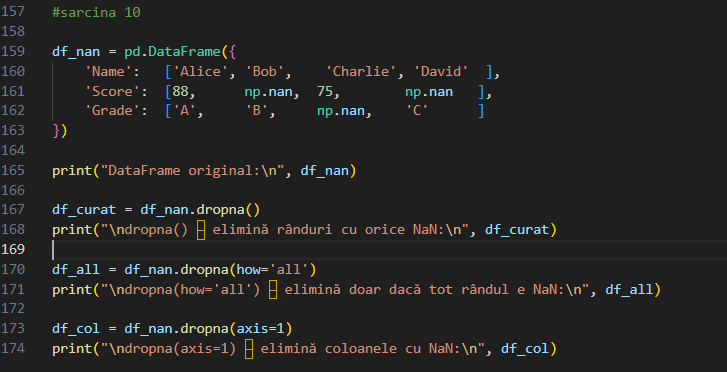 157 #sarcina 10
158
159 df_nan = pd.DataFrame({
160     'Name':   ['Alice', 'Bob',    'Charlie', 'David'  ],
161     'Score':  [88,      np.nan,  75,        np.nan   ],
162     'Grade':  ['A',     'B',     np.nan,    'C'      ]
163 })
164
165 print("DataFrame original:\n", df_nan)
166
167 df_curat = df_nan.dropna()
168 print("\ndropna() – elimină rânduri cu orice NaN:\n", df_curat)
169
170 df_all = df_nan.dropna(how='all')
171 print("\ndropna(how='all') – elimină doar dacă tot rândul e NaN:\n", df_all)
172
173 df_col = df_nan.dropna(axis=1)
174 print("\ndropna(axis=1) – elimină coloanele cu NaN:\n", df_col)